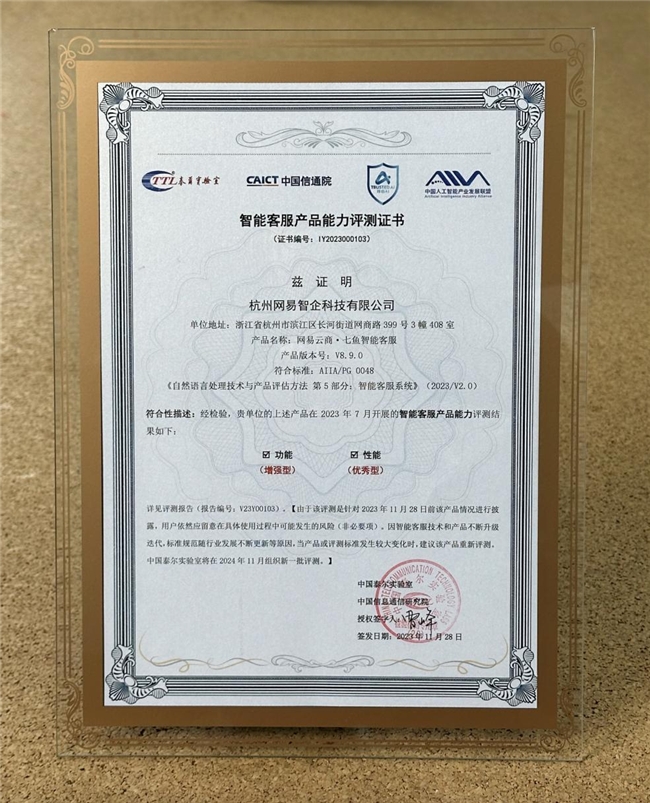 TTL泰爾實驗室 CAICT 中国信通院 TRUSTED AI 可信AI AIIA
中国人工智能产业发展联盟
Artificial Intelligence Industry Alliance
智能客服产品能力评测证书
（证书编号：IY2023000103）
兹 证 明
杭州网易智企科技有限公司
单位地址：浙江省杭州市滨江区长河街道网商路 399 号 3 幢 408 室
产品名称：网易云商·七鱼智能客服
产品版本号：V8.9.0
符合标准：AIIA/PG 0048
《自然语言处理技术与产品评估方法 第 5 部分：智能客服系统》（2023/V2.0）
符合性描述：经检验，贵单位的上述产品在 2023 年 7 月开展的智能客服产品能力评测结
果如下：
☑ 功能 ☑ 性能
（增强型） （优秀型）
详见评测报告（报告编号：V23Y00103）。【由于该评测是针对 2023 年 11 月 28 日前该产品情况进行披
露，用户依然应留意在具体使用过程中可能发生的风险（非必要项）。因智能客服技术和产品不断升级
迭代，标准规范随行业发展不断更新等原因，当产品或评测标准发生较大变化时，建议该产品重新评测。
中国泰尔实验室将在 2024 年 11 月组织新一批评测。】
中国泰尔实验室
中国信息通信研究院
授权签字人：
签发日期：2023 年 11 月 28 日